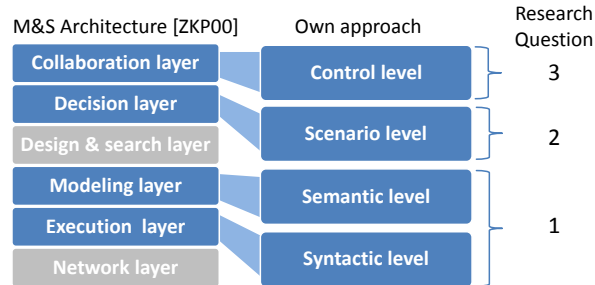 M&S Architecture [ZKP00]
Own approach
Research
Question
Collaboration layer
Control level
3
Decision layer
Scenario level
2
Design & search layer
Modeling layer
Semantic level
1
Execution layer
Syntactic level
Network layer